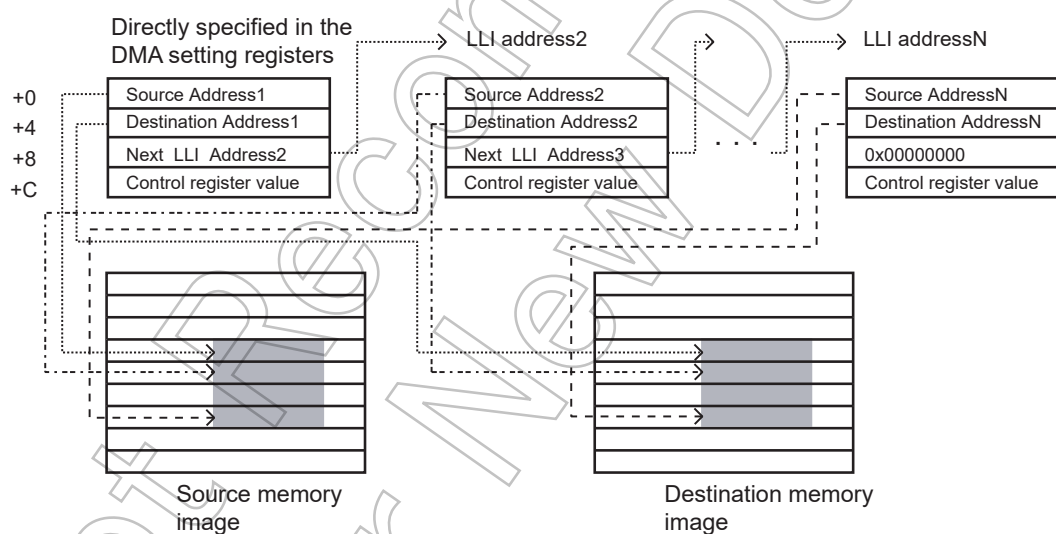 Directly specified in the
DMA setting registers
LLI address2
LLI addressN
+0
+4
+8
+C
Source Address1
Destination Address1
Next LLI Address2
Control register value
Source Address2
Destination Address2
Next LLI Address3
Control register value
. . .
Source AddressN
Destination AddressN
0x00000000
Control register value
Source memory
image
Destination memory
image